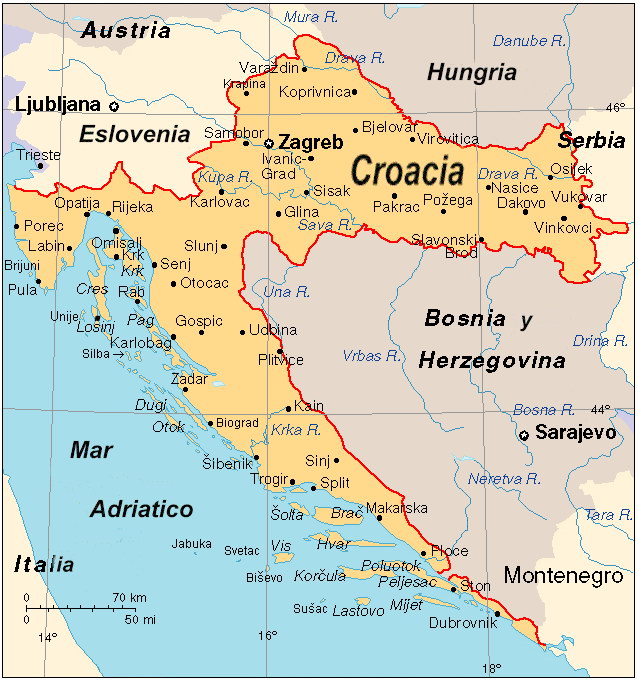 Mura R.
Austria
Danube R.
Drava R.
Varaždin
Hungria
Krapina
Koprivnica
Ljubljana
46°
Eslovenia
Samobor
Bjelovar
Zagreb
Virovitica
Serbia
Ivanic-
Grad
Trieste
Croacia
Kupa R.
Drava R.
Osijek
Karlovac
Sisak
Nasice
Opatija
Rijeka
Pakrac
Požega
Dakovo
Vukovar
Porec
Glina
Sava R.
Vinkovci
Omisalj
Labin
Krk
Slunj
Slavonski
Brod
Brijuni
Krk
Senj
Pula
Cres
Rab
Otocac
Una R.
Unije
Losinj
Pag
Gospic
Udbina
Bosnia y
Herzegovina
Karlobag
Silba
Plitvice
Vrbas R.
Drina R.
Zadar
Dugi
Otok
Kain
Bosna R.
44°
Biograd
Krka R.
Sarajevo
Mar
Adriatico
Šibenik
Sinj
Trogir
Split
Neretva R.
Šolta
Brač
Makarska
Tara R.
Jabuka
Svetac
Vis
Hvar
Ploce
Italia
Biševo
Korčula
Poluotok
Peljesac
Ston
Montenegro
0 70 km
0 50 mi
Sušac
Lastovo
Mijet
Dubrovnik
14°
16°
18°